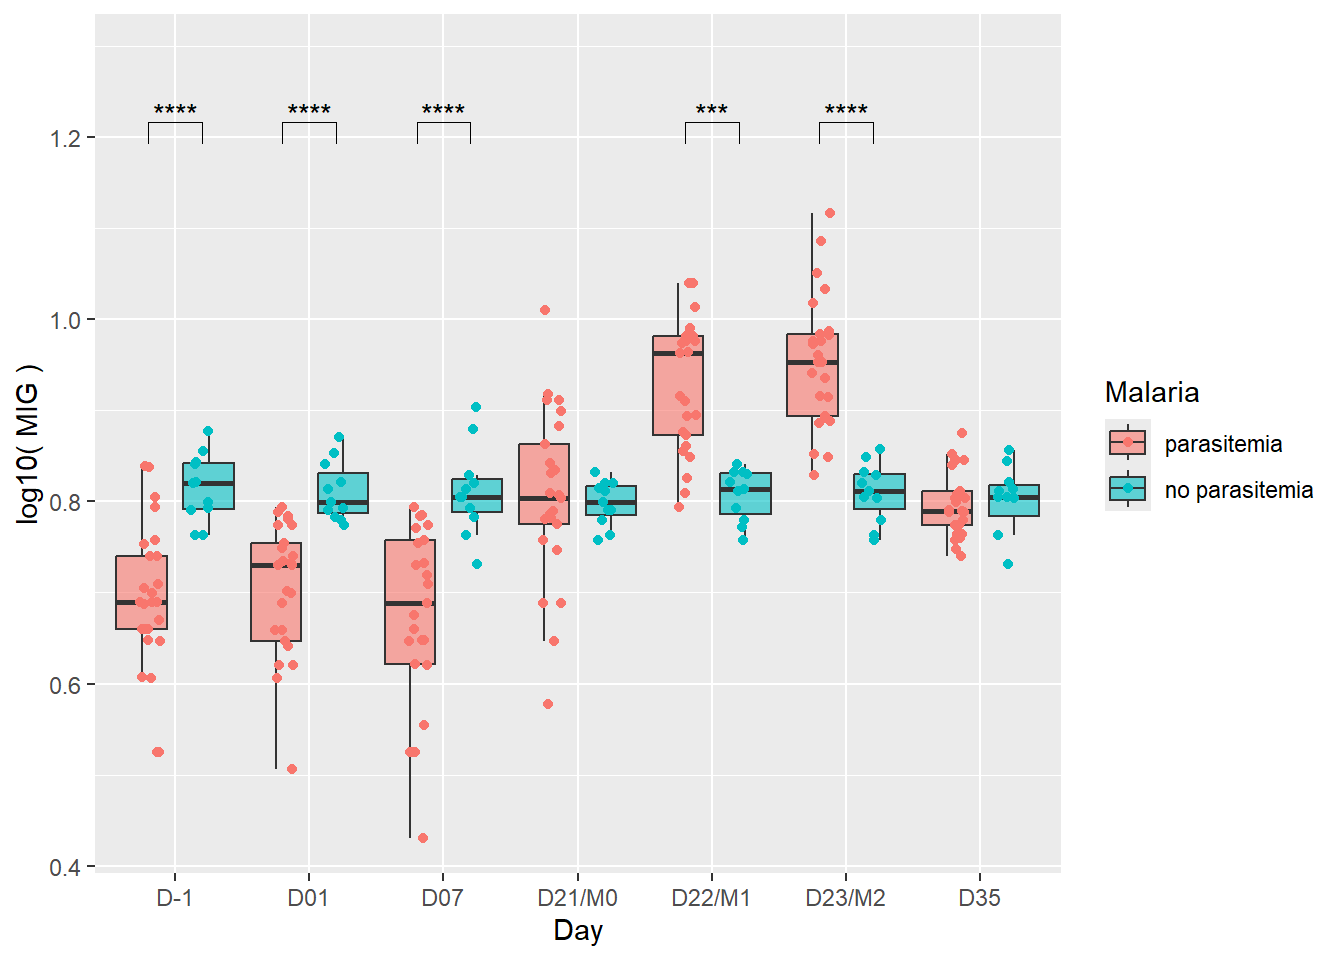 **** **** **** *** ****
1.2
1.0
0.8
0.6
0.4
log10( MIG )
D-1 D01 D07 D21/M0 D22/M1 D23/M2 D35
Day
Malaria
parasitemia
no parasitemia